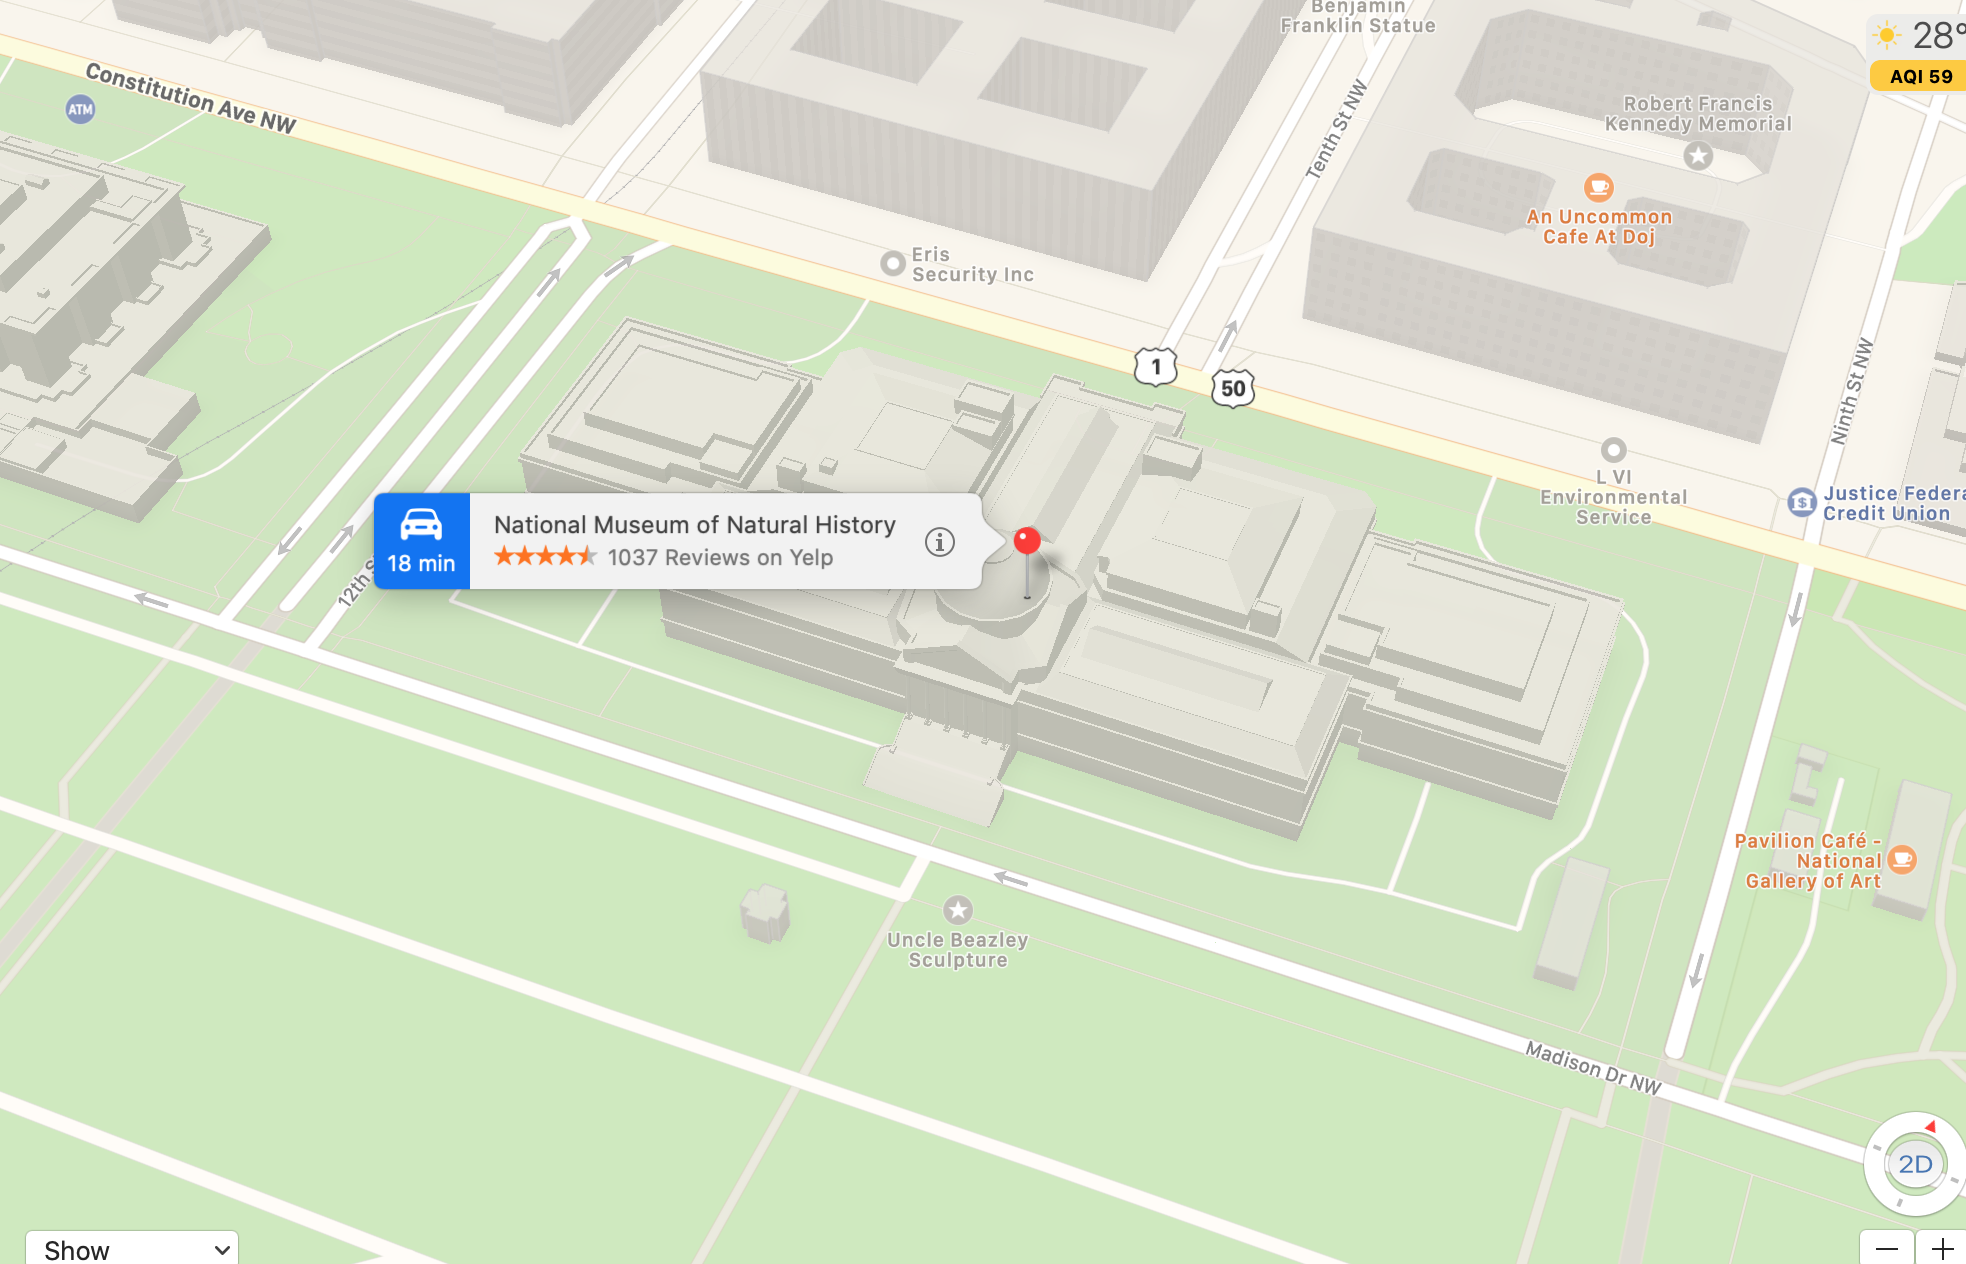 Benjamin
Franklin Statue
28°
AQI 59
Constitution Ave NW
ATM
Tenth St NW
Robert Francis
Kennedy Memorial
An Uncommon
Cafe At Doj
Eris
Security Inc
1
50
Ninth St NW
L VI
Environmental
Service
Justice Federa
Credit Union
18 min
National Museum of Natural History
1037 Reviews on Yelp
12th S
Pavilion Café -
National
Gallery of Art
Uncle Beazley
Sculpture
Madison Dr NW
2D
Show